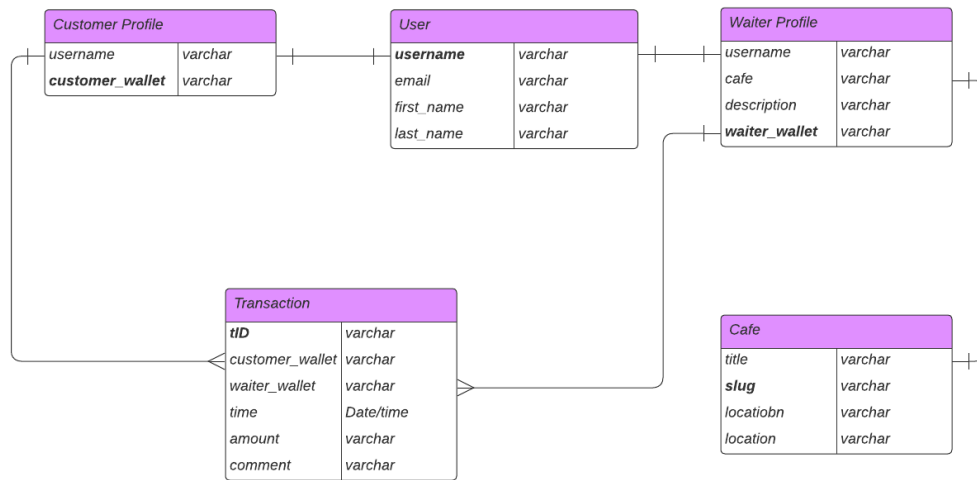 Customer Profile
username varchar
customer_wallet varchar
User
username varchar
email varchar
first_name varchar
last_name varchar
Waiter Profile
username varchar
cafe varchar
description varchar
waiter_wallet varchar
Transaction
tID varchar
customer_wallet varchar
waiter_wallet varchar
time Date/time
amount varchar
comment varchar
Cafe
title varchar
slug varchar
locatiobn varchar
location varchar